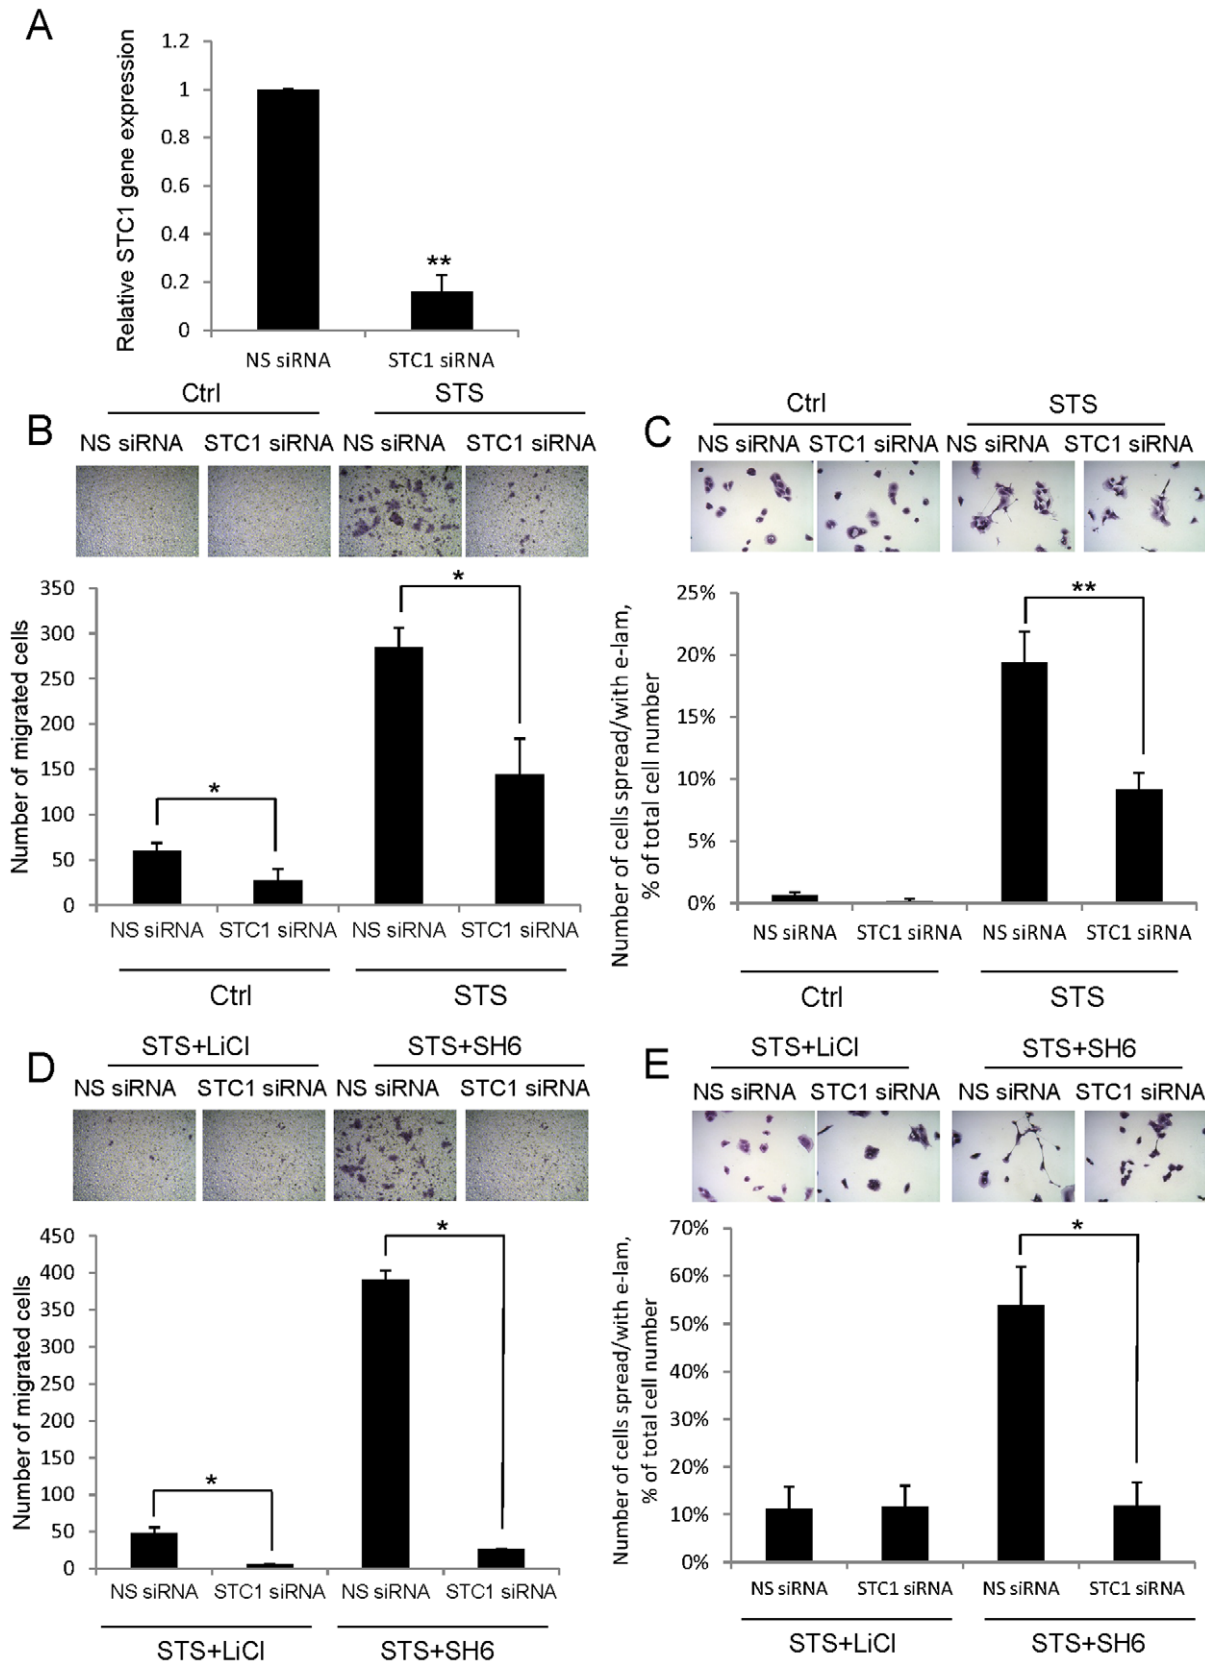 A
Relative STC1 gene expression
1.2
1
0.8
0.6
0.4
0.2
0
**
NS siRNA STC1 siRNA
B
Ctrl STS
NS siRNA STC1 siRNA NS siRNA STC1 siRNA
Number of migrated cells
350
300
250
200
150
100
50
0
*
*
NS siRNA STC1 siRNA NS siRNA STC1 siRNA
Ctrl STS
C
Ctrl STS
NS siRNA STC1 siRNA NS siRNA STC1 siRNA
Number of cells spread/with e-lam,
% of total cell number
25%
20%
15%
10%
5%
0%
**
NS siRNA STC1 siRNA NS siRNA STC1 siRNA
Ctrl STS
D
STS+LiCl STS+SH6
NS siRNA STC1 siRNA NS siRNA STC1 siRNA
Number of migrated cells
450
400
350
300
250
200
150
100
50
0
*
*
NS siRNA STC1 siRNA NS siRNA STC1 siRNA
STS+LiCl STS+SH6
E
STS+LiCl STS+SH6
NS siRNA STC1 siRNA NS siRNA STC1 siRNA
Number of cells spread/with e-lam,
% of total cell number
70%
60%
50%
40%
30%
20%
10%
0%
*
NS siRNA STC1 siRNA NS siRNA STC1 siRNA
STS+LiCl STS+SH6